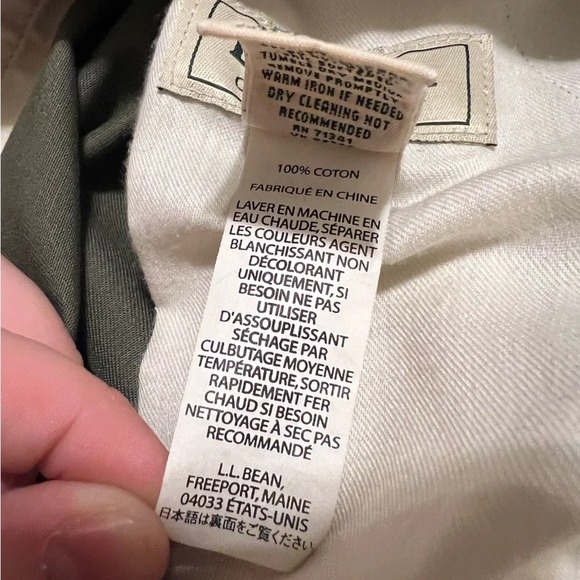 TUMBLE DRY MEDIUM
REMOVE PROMPTLY
WARM IRON IF NEEDED
DRY CLEANING NOT
RECOMMENDED
RN 71341
100% COTON
FABRIQUÉ EN CHINE
LAVER EN MACHINE EN
EAU CHAUDE, SÉPARER
LES COULEURS AGENT
BLANCHISSANT NON
DÉCOLORANT
UNIQUEMENT, SI
BESOIN NE PAS
UTILISER
D'ASSOUPLISSANT
SÉCHAGE PAR
CULBUTAGE MOYENNE
TEMPÉRATURE, SORTIR
RAPIDEMENT FER
CHAUD SI BESOIN
NETTOYAGE À SEC PAS
RECOMMANDÉ
L.L.BEAN,
FREEPORT, MAINE
04033 ÉTATS-UNIS
日本語は裏面をご覧ください